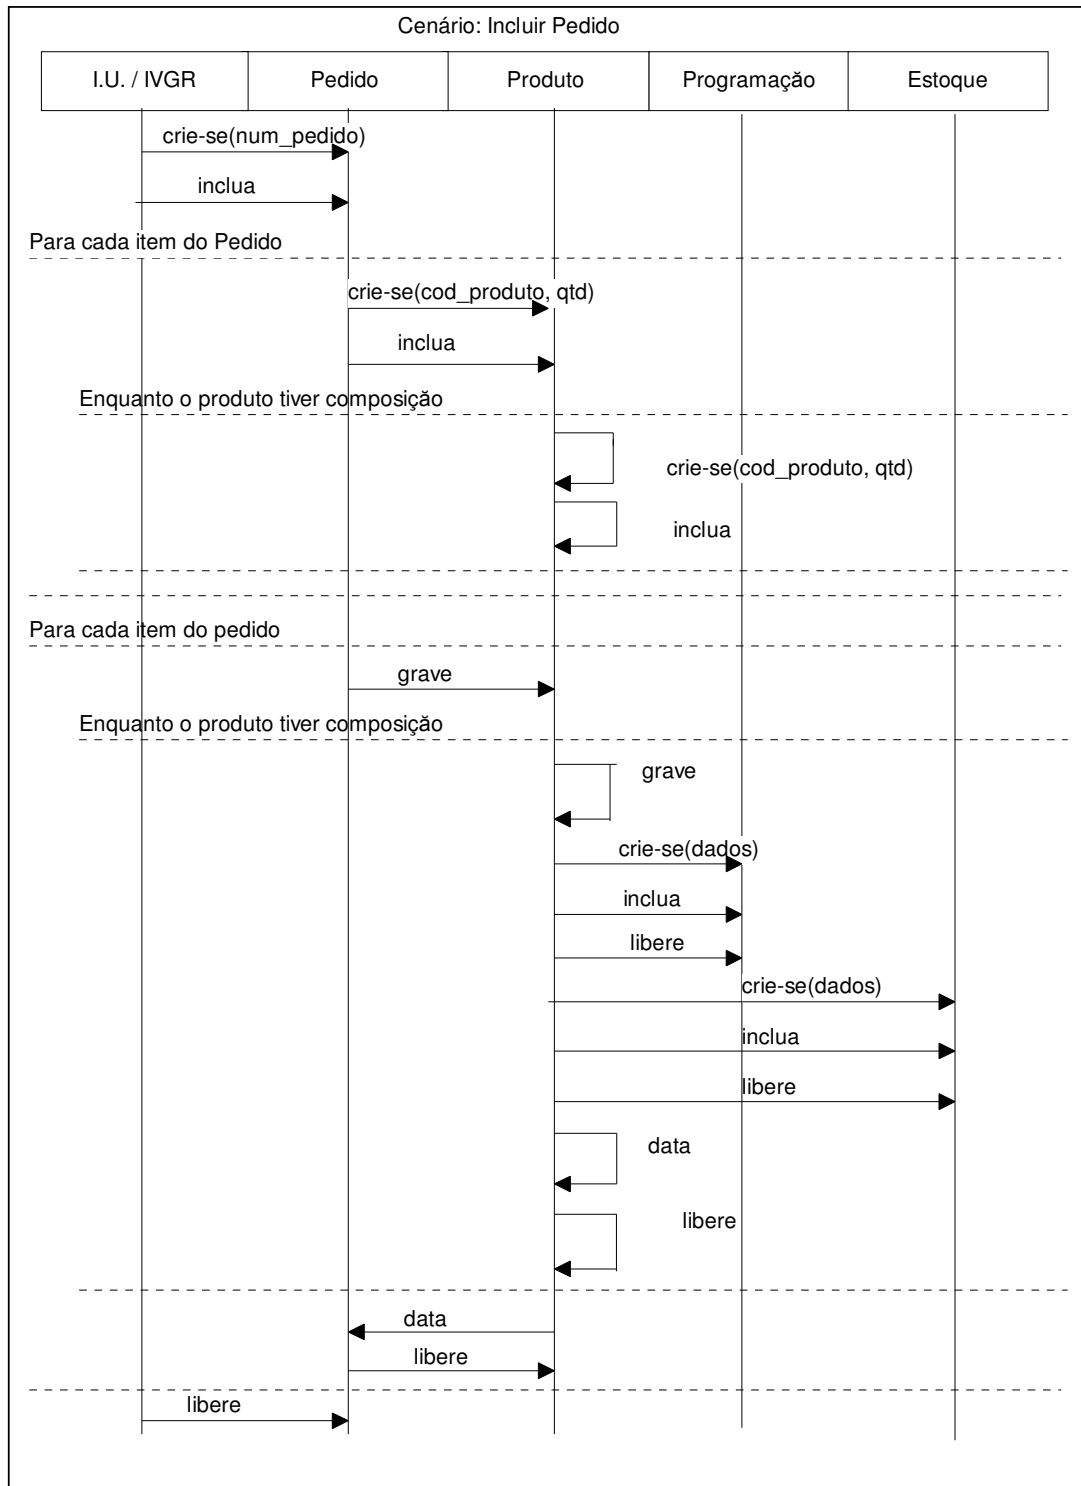 Cenário: Incluir Pedido
I.U. / IVGR
Pedido
Produto
Programação
Estoque
crie-se(num_pedido)
inclua
Para cada item do Pedido
crie-se(cod_produto, qtd)
inclua
Enquanto o produto tiver composição
crie-se(cod_produto, qtd)
inclua
Para cada item do pedido
grave
Enquanto o produto tiver composição
grave
crie-se(dados)
inclua
libere
crie-se(dados)
inclua
libere
data
libere
data
libere
libere